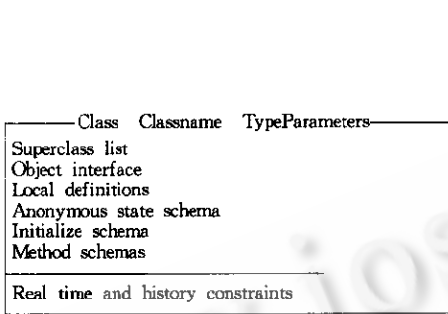 Class Classname TypeParameters
Superclass list
Object interface
Local definitions
Anonymous state schema
Initialize schema
Method schemas
Real time and history constraints
ios